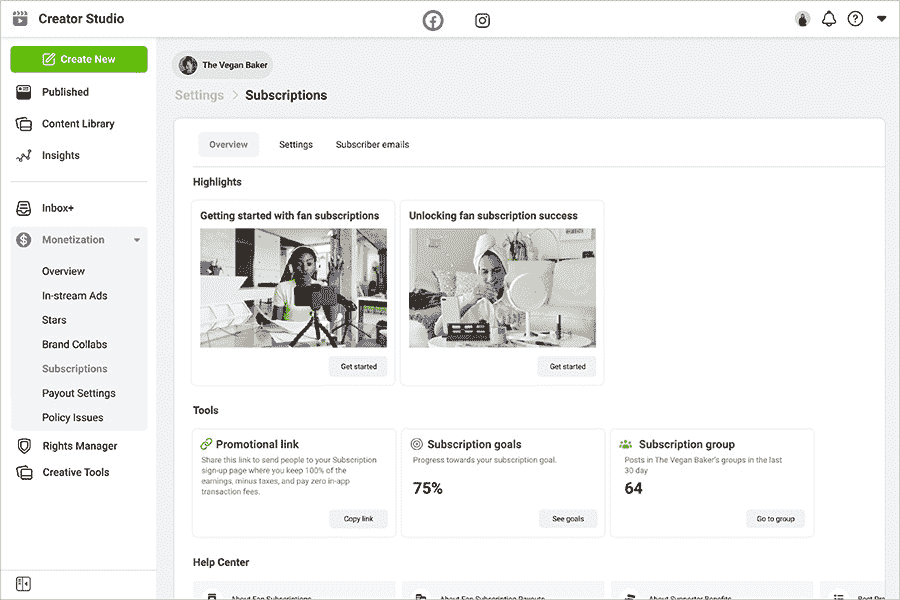 Creator Studio
Create New
Published
Content Library
Insights
Inbox+
Monetization
Overview
In-stream Ads
Stars
Brand Collabs
Subscriptions
Payout Settings
Policy Issues
Rights Manager
Creative Tools
The Vegan Baker
Settings > Subscriptions
Overview Settings Subscriber emails
Highlights
Getting started with fan subscriptions
Get started
Unlocking fan subscription success
Get started
Tools
Promotional link
Share this link to send people to your Subscription
sign-up page where you keep 100% of the
earnings, minus taxes, and pay zero in-app
transaction fees.
Copy link
Subscription goals
Progress towards your subscription goal.
75%
See goals
Subscription group
Posts in The Vegan Baker's groups in the last
30 day
64
Go to group
Help Center
About Fan Subscriptions
About Fan Subscription Payouts
About Supporter Benefits